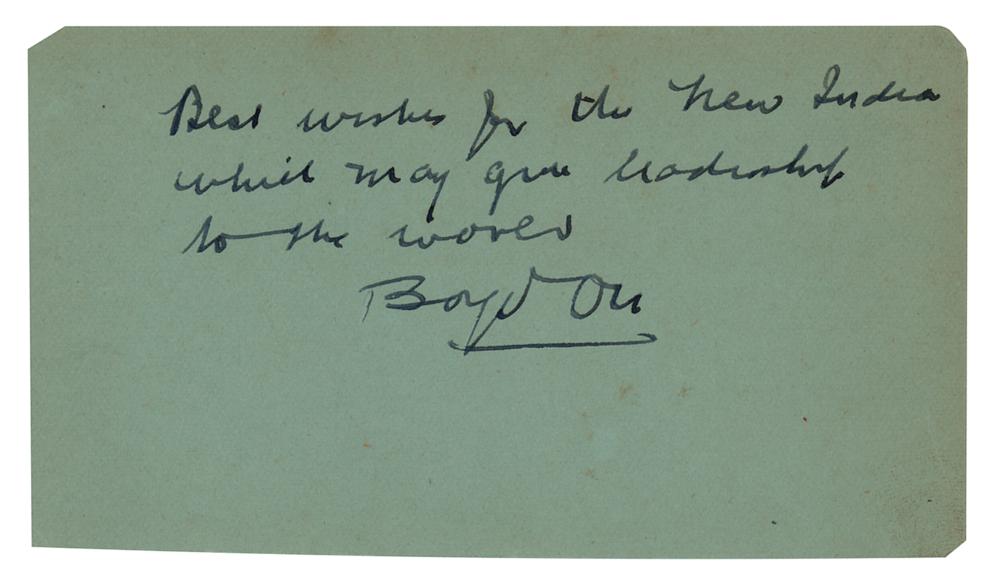 Best wishes for the New India
which may give leadership
to the world
Boyd Orr